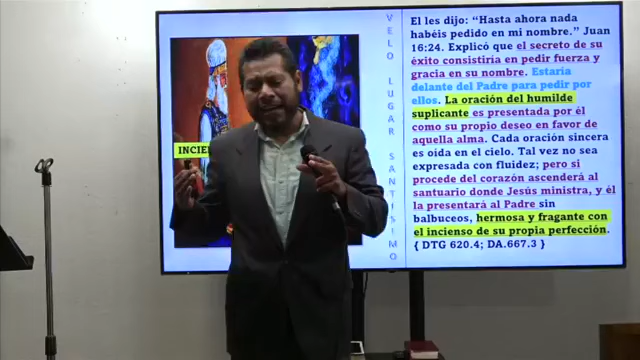 INCIEN
VELO LUGAR SANTISIMO
El les dijo: “Hasta ahora nada
habéis pedido en mi nombre.” Juan
16:24. Explicó que el secreto de su
éxito consistiría en pedir fuerza y
gracia en su nombre. Estaría
delante del Padre para pedir por
ellos. La oración del humilde
suplicante es presentada por él
como su propio deseo en favor de
aquella alma. Cada oración sincera
es oída en el cielo. Tal vez no sea
expresada con fluidez; pero si
procede del corazón ascenderá al
santuario donde Jesús ministra, y él
la presentará al Padre sin
balbuceos, hermosa y fragante con
el incienso de su propia perfección.
{ DTG 620.4; DA.667.3 }